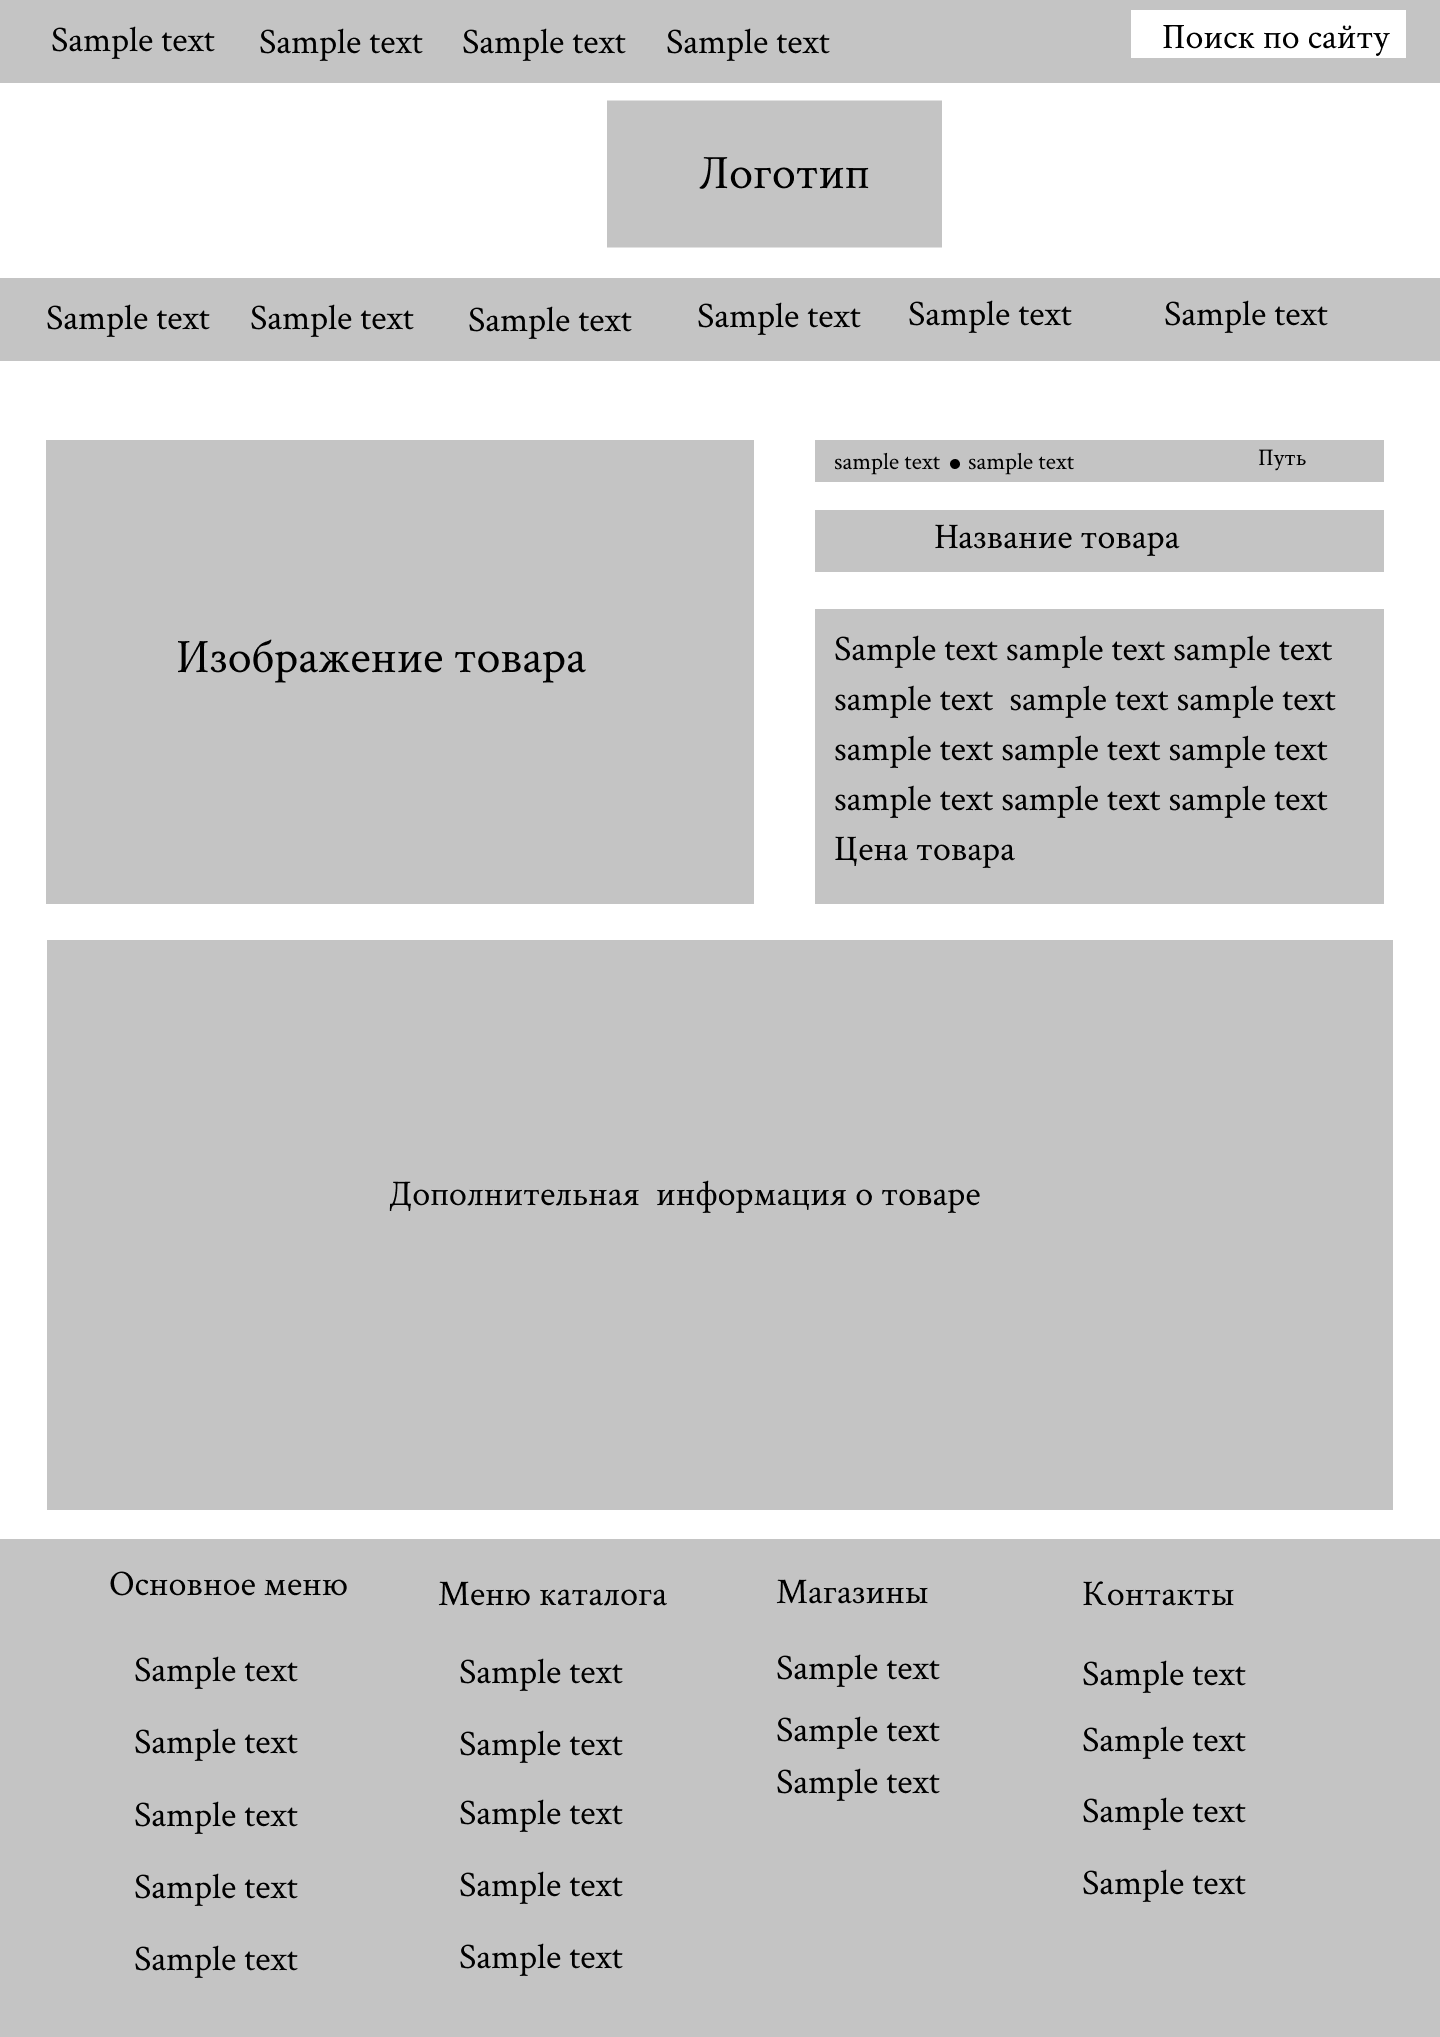 Sample text Sample text Sample text Sample text Поиск по сайту
Логотип
Sample text Sample text Sample text Sample text Sample text Sample text
Изображение товара
sample text ● sample text Путь
Название товара
Sample text sample text sample text
sample text  sample text sample text
sample text sample text sample text
sample text sample text sample text
Цена товара
Дополнительная  информация о товаре
Основное меню
Sample text
Sample text
Sample text
Sample text
Sample text
Меню каталога
Sample text
Sample text
Sample text
Sample text
Sample text
Магазины
Sample text
Sample text
Sample text
Контакты
Sample text
Sample text
Sample text
Sample text